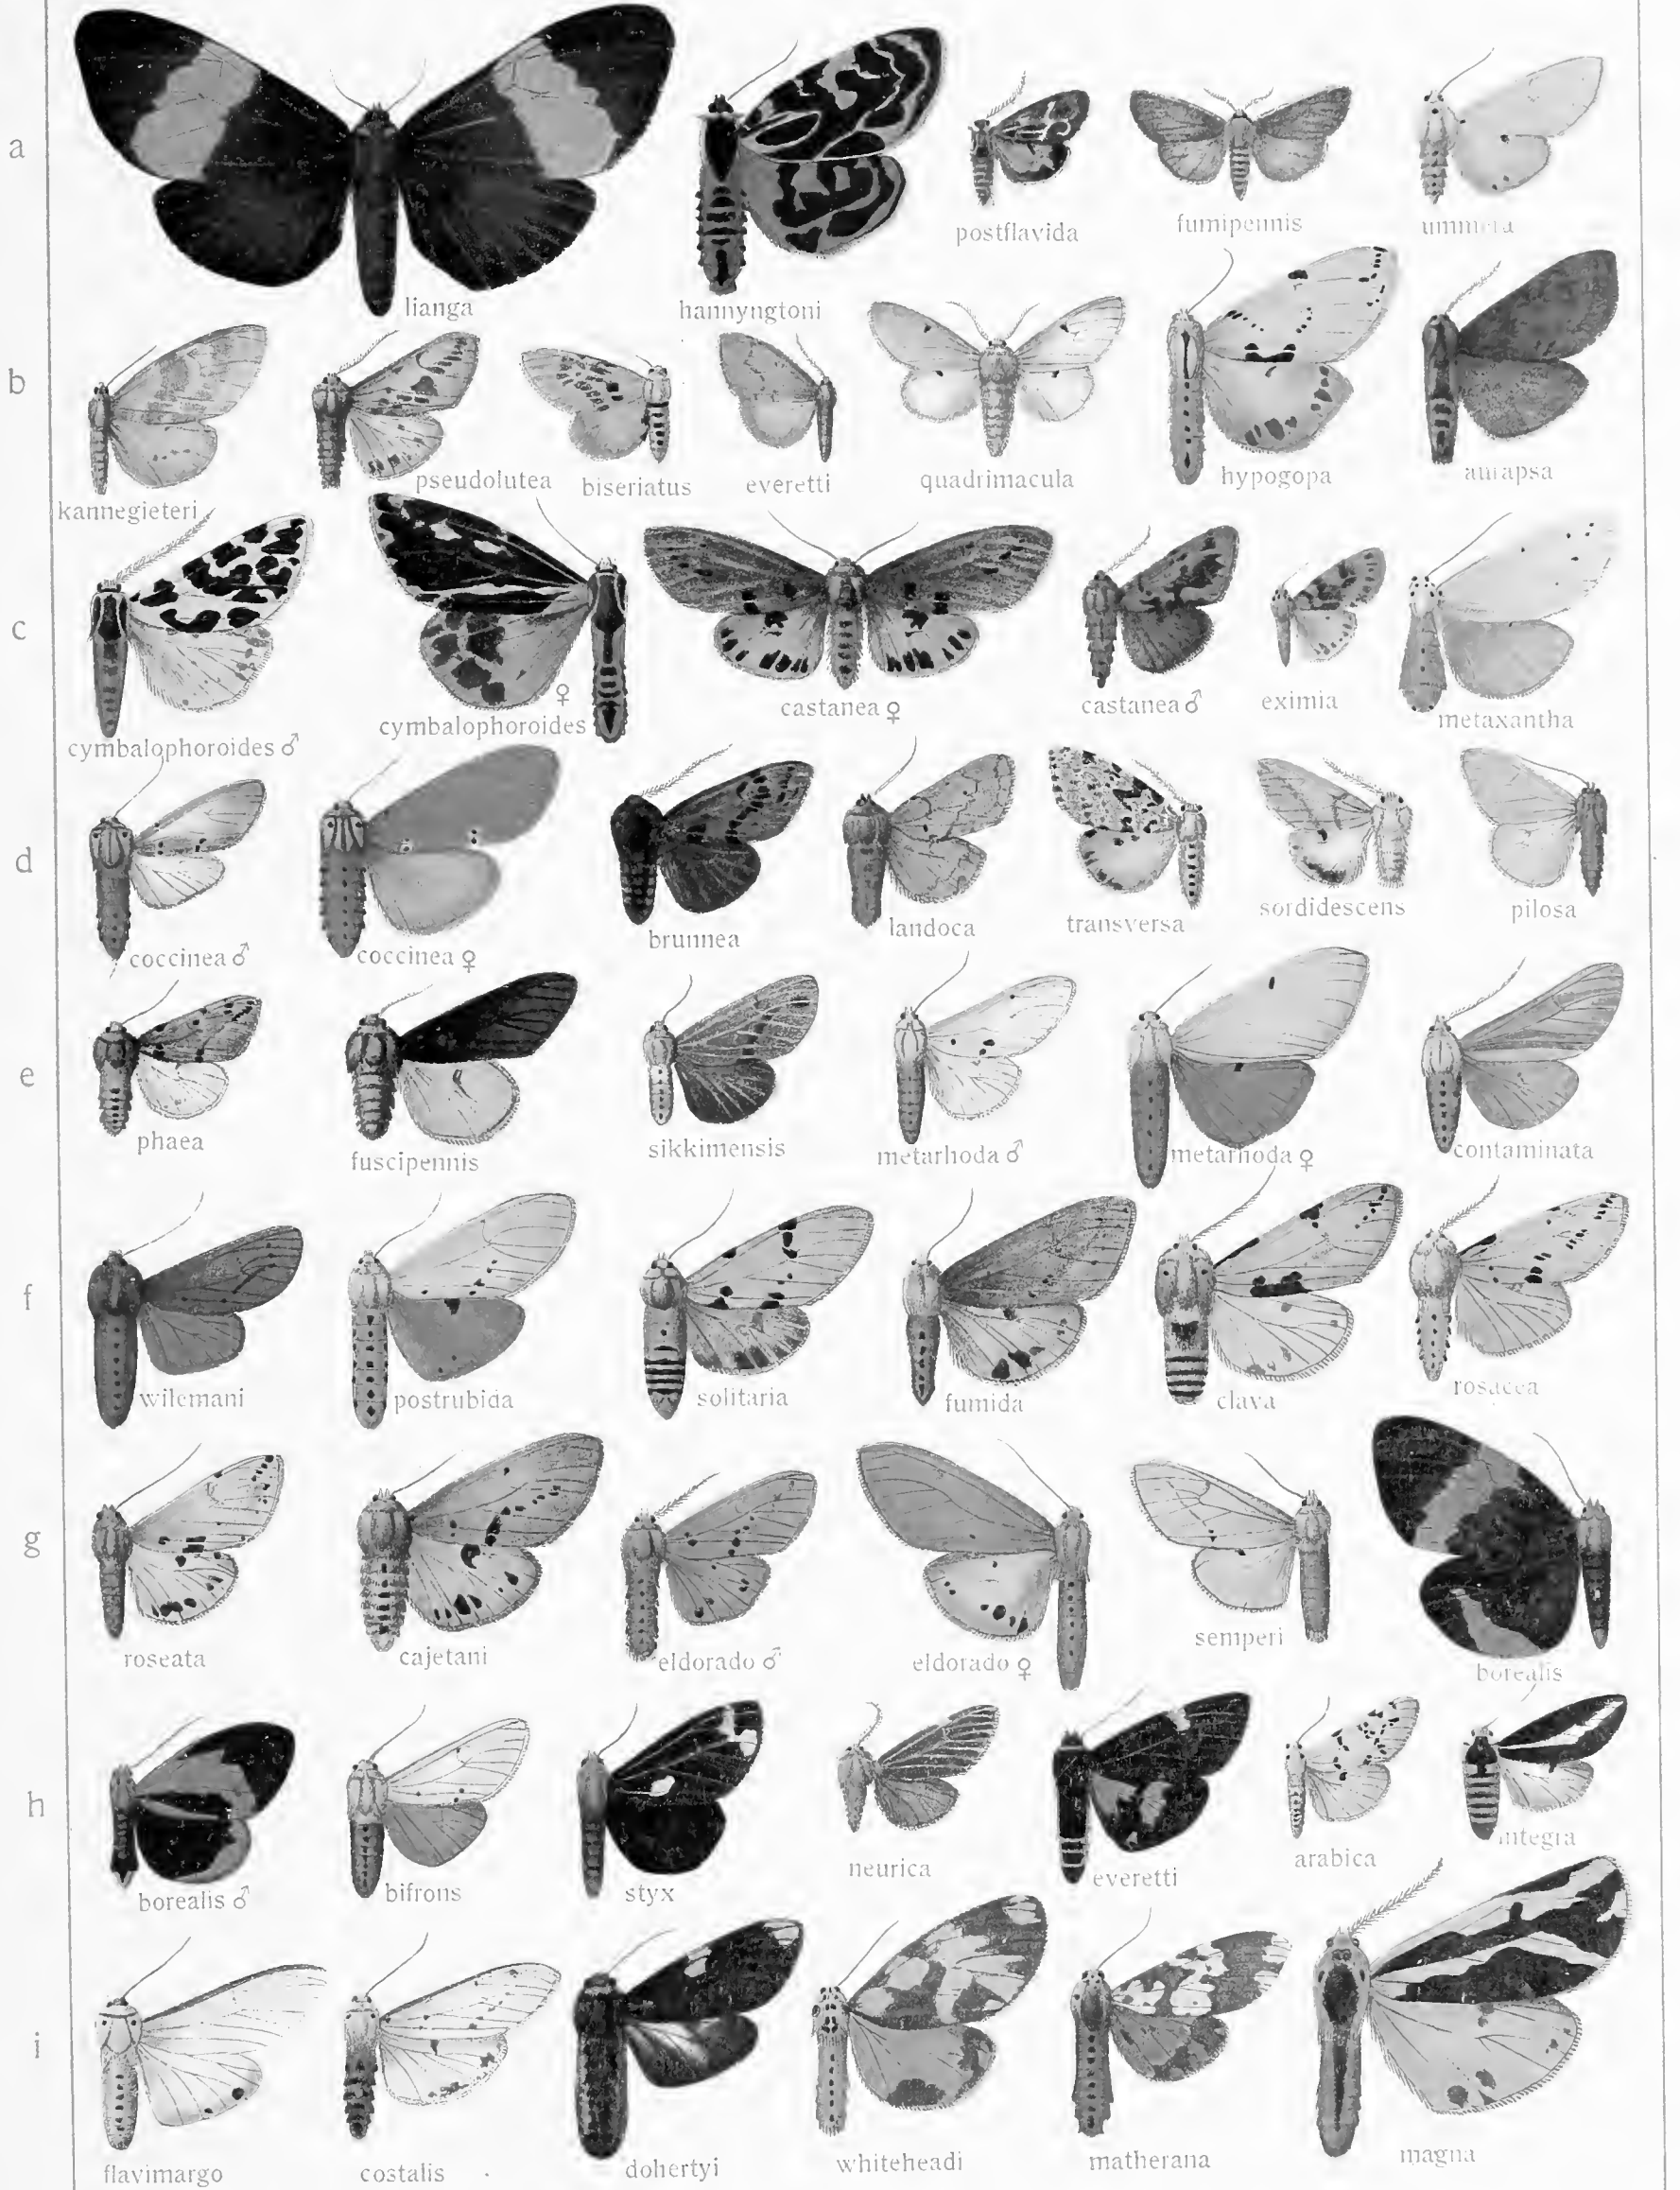 a
lianga
hannyngtoni
postflavida
fumipennis
b
kannegieteri
pseudolutea
biseriatus
everetti
quadrimacula
hypogopa
aurapsa
c
cymbalophoroides ♂
♀
cymbalophoroides
castanea ♀
castanea ♂
eximia
metaxantha
d
coccinea ♂
coccinea ♀
brunnea
landoca
transversa
sordidescens
pilosa
e
phaea
fuscipennis
sikkimensis
metarhoda ♂
metarhoda ♀
contaminata
f
wilemani
postrubida
solitaria
fumida
clava
rosacea
g
roseata
cajetani
eldorado ♂
eldorado ♀
semperi
borealis
h
borealis ♂
bifrons
styx
neurica
everetti
arabica
integra
i
flavimargo
costalis
dohertyi
whiteheadi
matherana
magna